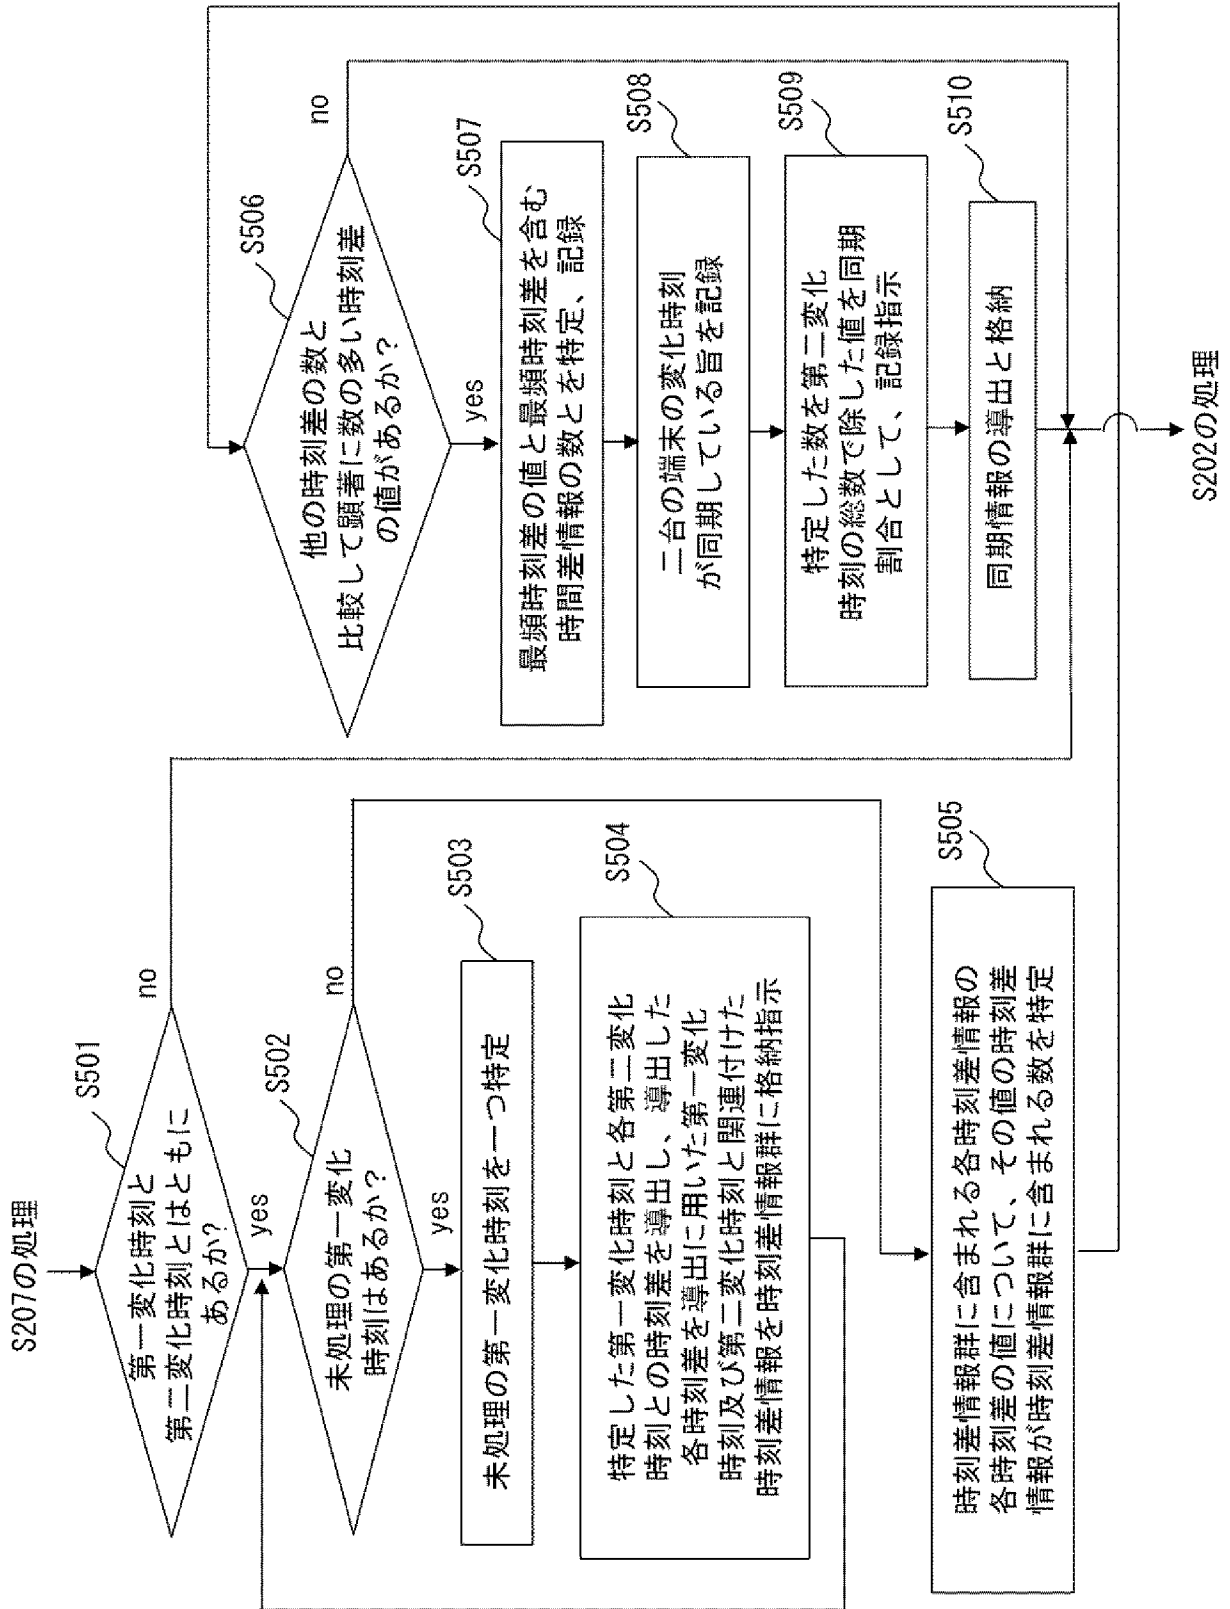 S207の処理
S501
第一変化時刻と
第二変化時刻とはともに
あるか?
no
yes
S502
未処理の第一変化
時刻はあるか?
no
yes
S503
未処理の第一変化時刻を一つ特定
S504
特定した第一変化時刻と各第二変化
時刻との時刻差を導出し、導出した
各時刻差を導出に用いた第一変化
時刻及び第二変化時刻と関連付けた
時刻差情報を時刻差情報群に格納指示
S505
時刻差情報群に含まれる各時刻差情報の
各時刻差の値について、その値の時刻差
情報が時刻差情報群に含まれる数を特定
S506
他の時刻差の数と
比較して顕著に数の多い時刻差
の値があるか?
no
yes
S507
最頻時刻差の値と最頻時刻差を含む
時間差情報の数とを特定、記録
S508
二台の端末の変化時刻
が同期している旨を記録
S509
特定した数を第二変化
時刻の総数で除した値を同期
割合として、記録指示
S510
同期情報の導出と格納
S202の処理